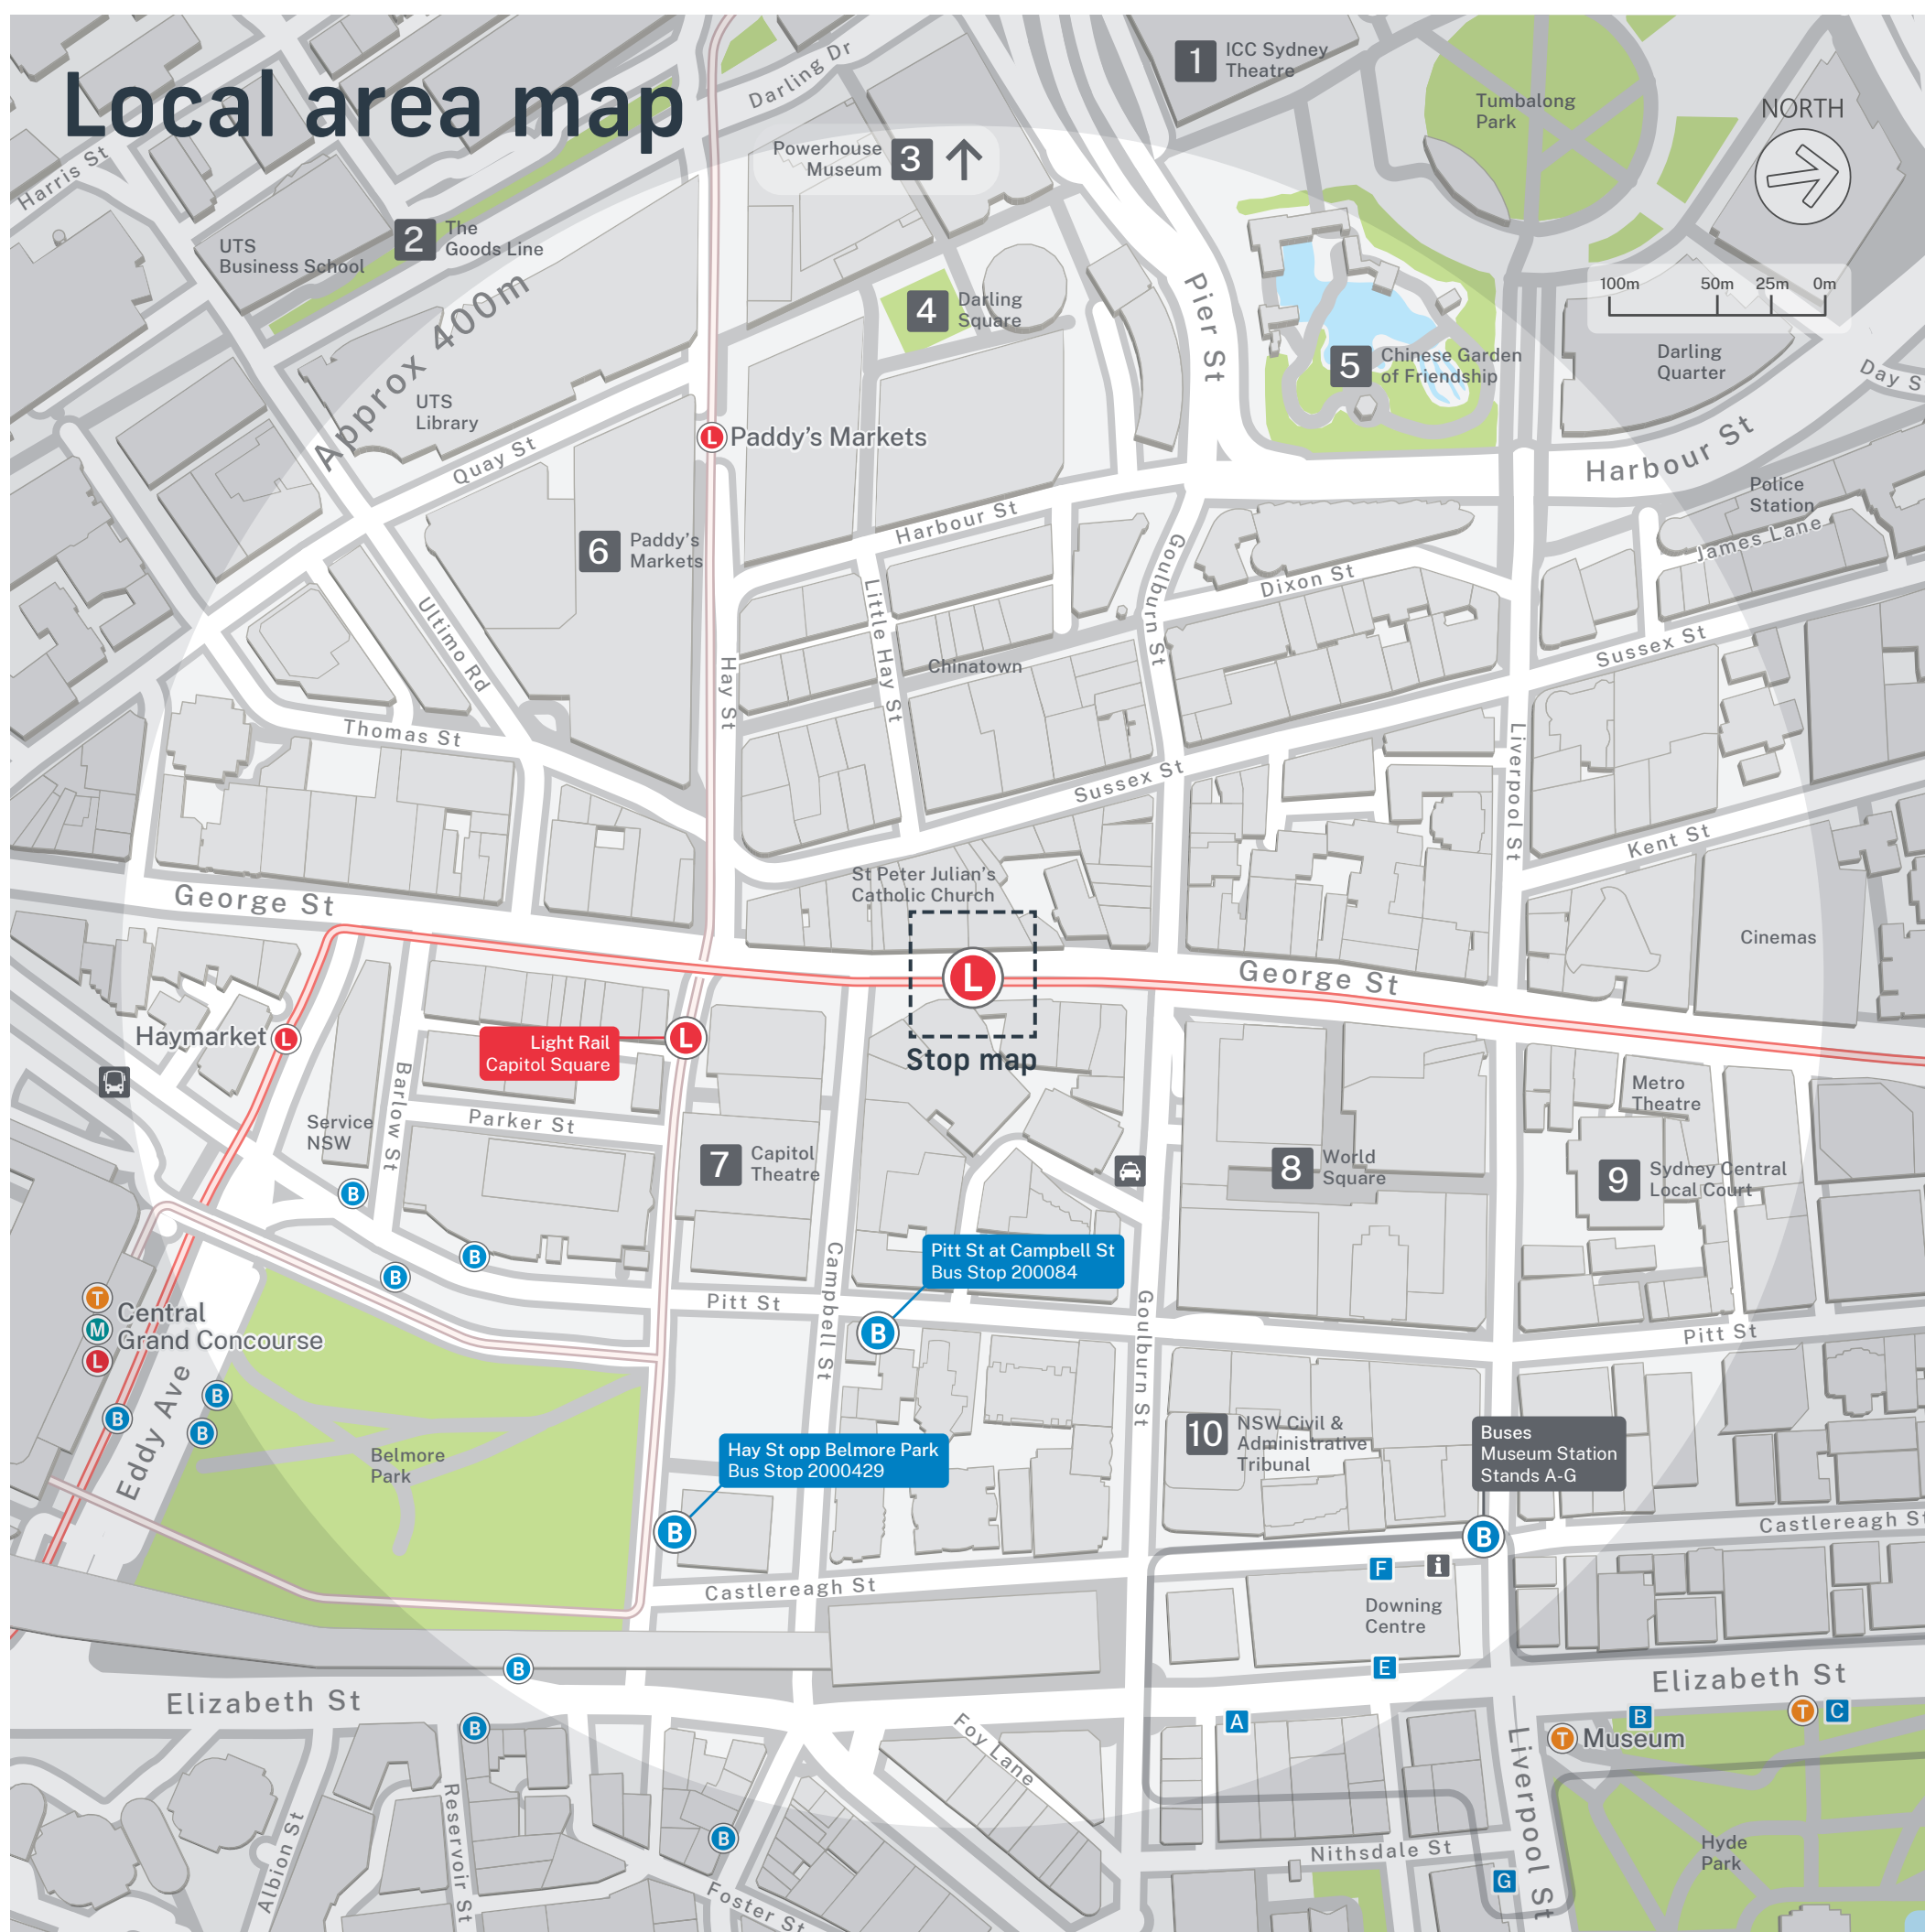 Local area map
Harris St
Darling Dr
1
ICC Sydney
Theatre
Tumbalong
Park
NORTH
Powerhouse
Museum
3
UTS
Business School
2
The
Goods Line
Approx 400m
4
Darling
Square
Pier St
5
Chinese Garden
of Friendship
100m
50m
25m
0m
Darling
Quarter
Day S
UTS
Library
Quay St
L
Paddy's Markets
Harbour St
Police
Station
James Lane
6
Paddy's
Markets
Harbour St
Goulburn St
Dixon St
Ultimo Rd
Little Hay St
Chinatown
Sussex St
Hay St
Thomas St
Sussex St
Liverpool St
Kent St
George St
St Peter Julian's
Catholic Church
Cinemas
L
George St
Stop map
Haymarket
L
Light Rail
Capitol Square
L
Barlow St
Parker St
Service
NSW
7
Capitol
Theatre
8
World
Square
Metro
Theatre
9
Sydney Central
Local Court
B
B
B
Pitt St at Campbell St
Bus Stop 200084
B
Pitt St
Campbell St
Goulburn St
Pitt St
T
M
L
Central
Grand Concourse
Eddy Ave
B
B
B
Belmore
Park
Hay St opp Belmore Park
Bus Stop 2000429
B
10
NSW Civil &
Administrative
Tribunal
Buses
Museum Station
Stands A-G
B
Castlereagh St
Castlereagh St
F
i
Downing
Centre
E
B
Elizabeth St
Elizabeth St
B
A
B
T
C
T
Museum
Foy Lane
Liverpool St
Reservoir St
Albion St
B
Foster St
Nithsdale St
G
Hyde
Park